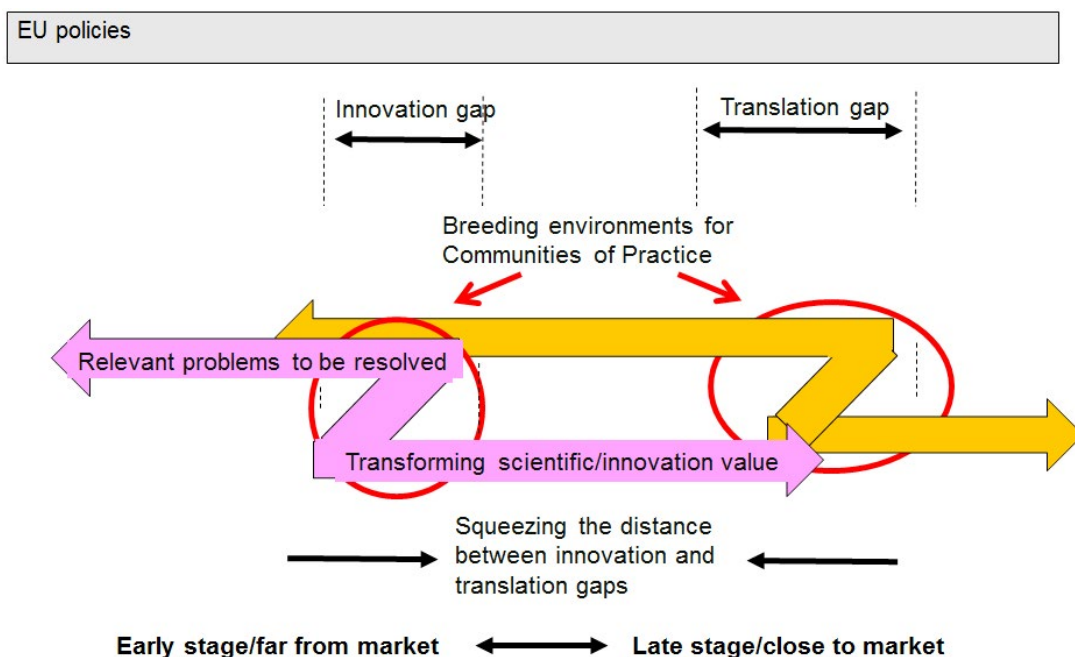 EU policies
Innovation gap
Translation gap
Breeding environments for
Communities of Practice
Relevant problems to be resolved
Transforming scientific/innovation value
Squeezing the distance
between innovation and
translation gaps
Early stage/far from market
Late stage/close to market